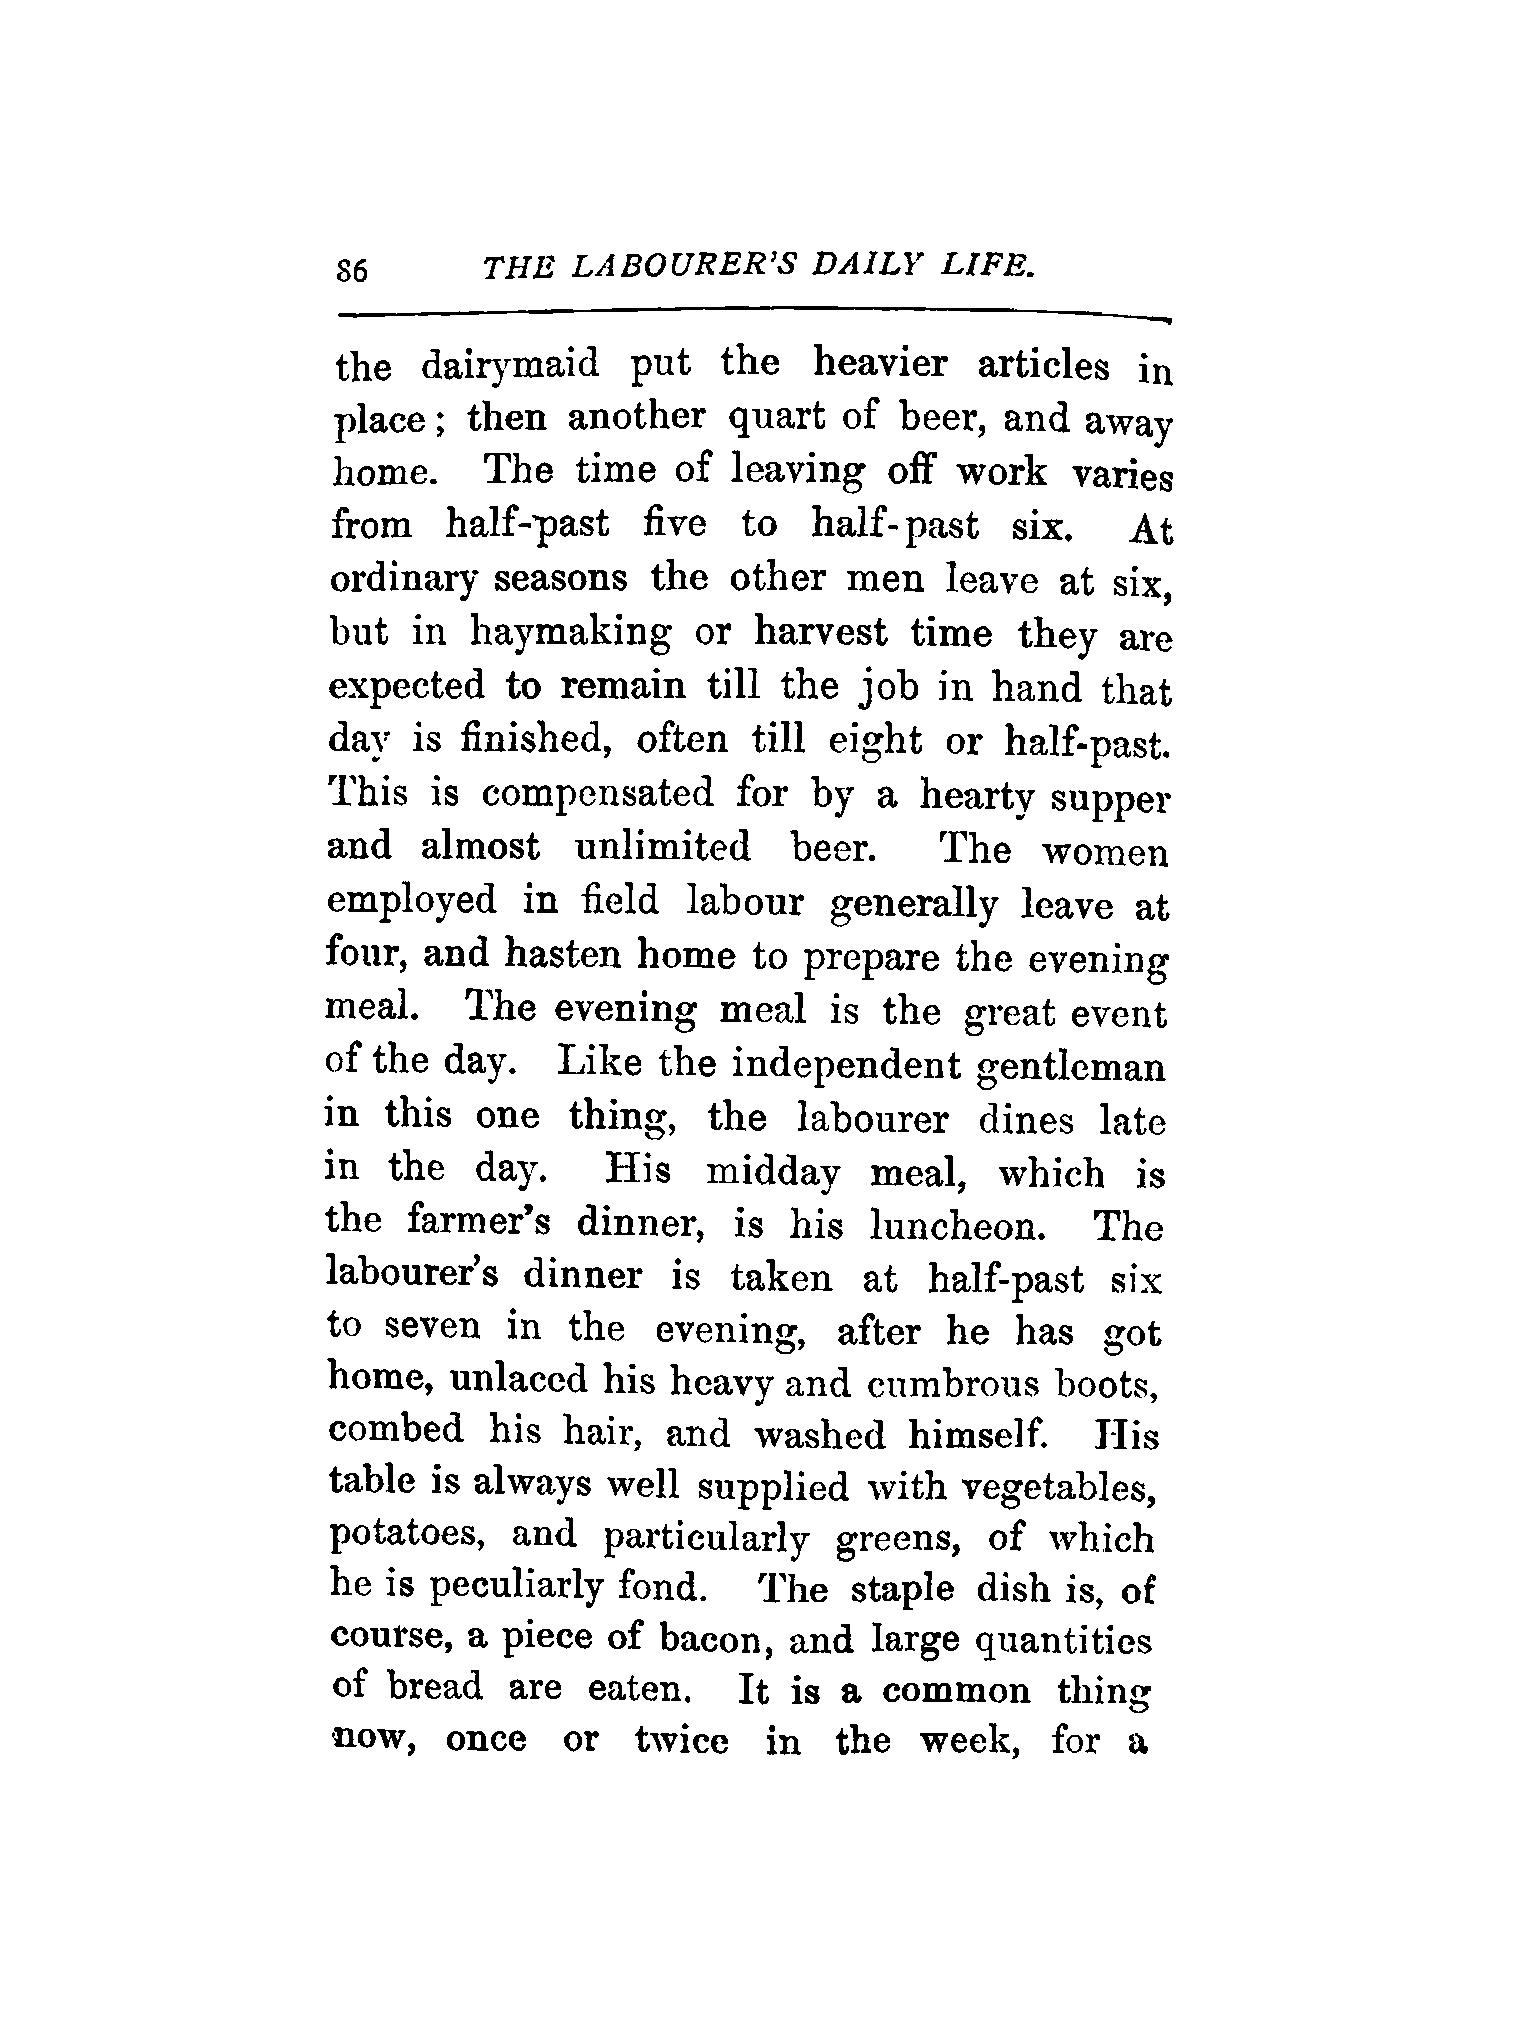 86 THE LABOURER'S DAILY LIFE.
the dairymaid put the heavier articles in
place; then another quart of beer, and away
home. The time of leaving off work varies
from half-past five to half-past six. At
ordinary seasons the other men leave at six,
but in haymaking or harvest time they are
expected to remain till the job in hand that
day is finished, often till eight or half-past.
This is compensated for by a hearty supper
and almost unlimited beer. The women
employed in field labour generally leave at
four, and hasten home to prepare the evening
meal. The evening meal is the great event
of the day. Like the independent gentleman
in this one thing, the labourer dines late
in the day. His midday meal, which is
the farmer's dinner, is his luncheon. The
labourer's dinner is taken at half-past six
to seven in the evening, after he has got
home, unlaced his heavy and cumbrous boots,
combed his hair, and washed himself. His
table is always well supplied with vegetables,
potatoes, and particularly greens, of which
he is peculiarly fond. The staple dish is, of
course, a piece of bacon, and large quantities
of bread are eaten. It is a common thing
now, once or twice in the week, for a